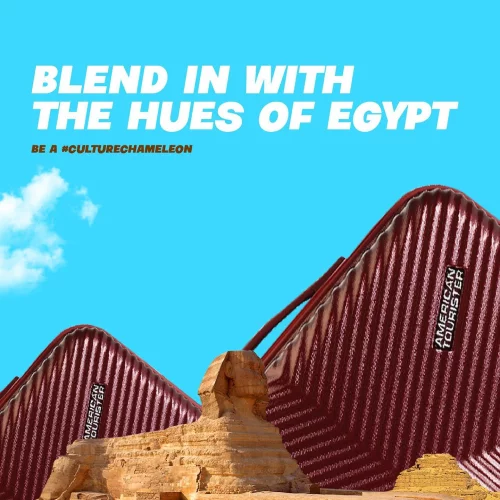 BLEND IN WITH
THE HUES OF EGYPT
BE A #CULTURECHAMELEON
AMERICAN
TOURISTER
AMERICAN
TOURISTER